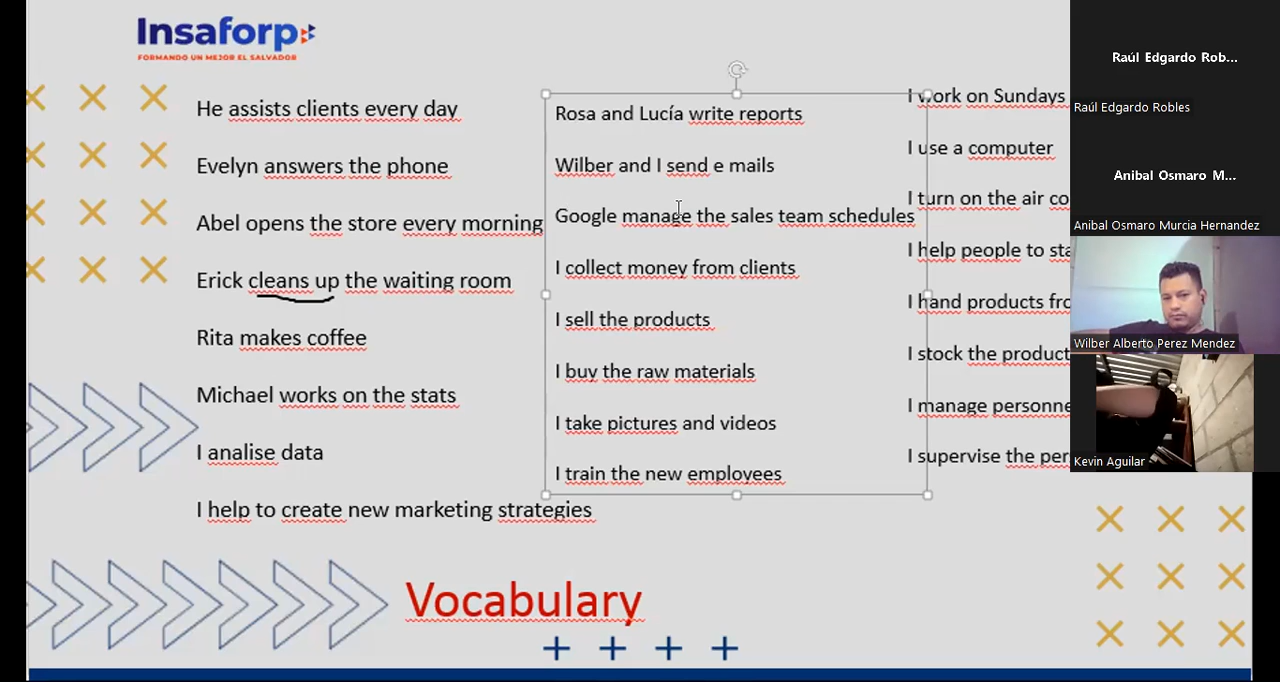 Insaforp
FORMANDO UN MEJOR EL SALVADOR
He assists clients every day
Evelyn answers the phone
Abel opens the store every morning
Erick cleans up the waiting room
Rita makes coffee
Michael works on the stats
I analise data
I help to create new marketing strategies
Rosa and Lucía write reports
Wilber and I send e mails
Google manage the sales team schedules
I collect money from clients
I sell the products
I buy the raw materials
I take pictures and videos
I train the new employees
I work on Sundays
I use a computer
I turn on the air
I help people to
I hand products
I stock the product
I manage
I supervise the
Vocabulary
Raúl Edgardo Rob...
Raúl Edgardo Robles
Anibal Osmaro M...
Anibal Osmaro Murcia Hernandez
Wilber Alberto Perez Mendez
Kevin Aguilar